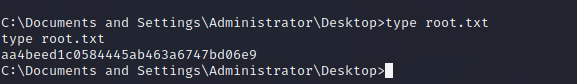 C:\Documents and Settings\Administrator\Desktop>type root.txt
type root.txt
aa4beed1c0584445ab463a6747bd06e9
C:\Documents and Settings\Administrator\Desktop>